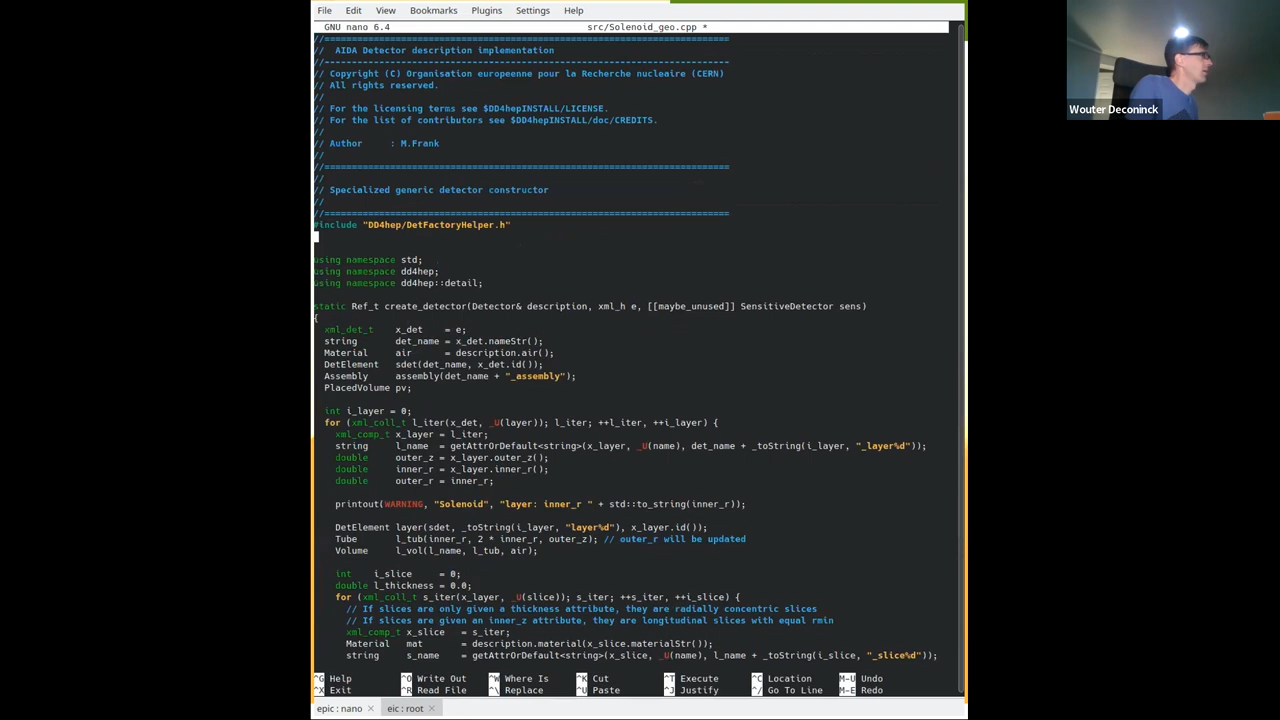 File Edit View Bookmarks Plugins Settings Help
GNU nano 6.4 src/Solenoid_geo.cpp *
//==========================================================================
//  AIDA Detector description implementation
//--------------------------------------------------------------------------
// Copyright (C) Organisation europeenne pour la Recherche nucleaire (CERN)
// All rights reserved.
//
// For the licensing terms see $DD4hepINSTALL/LICENSE.
// For the list of contributors see $DD4hepINSTALL/doc/CREDITS.
//
// Author     : M.Frank
//
//==========================================================================
//
// Specialized generic detector constructor
//
//==========================================================================
#include "DD4hep/DetFactoryHelper.h"
using namespace std;
using namespace dd4hep;
using namespace dd4hep::detail;
static Ref_t create_detector(Detector& description, xml_h e, [[maybe_unused]] SensitiveDetector sens)
{
  xml_det_t    x_det    = e;
  string       det_name = x_det.nameStr();
  Material     air      = description.air();
  DetElement   sdet(det_name, x_det.id());
  Assembly     assembly(det_name + "_assembly");
  PlacedVolume pv;
  int i_layer = 0;
  for (xml_coll_t l_iter(x_det, _U(layer)); l_iter; ++l_iter, ++i_layer) {
    xml_comp_t x_layer = l_iter;
    string     l_name  = getAttrOrDefault<string>(x_layer, _U(name), det_name + _toString(i_layer, "_layer%d"));
    double     outer_z = x_layer.outer_z();
    double     inner_r = x_layer.inner_r();
    double     outer_r = inner_r;
    printout(WARNING, "Solenoid", "layer: inner_r " + std::to_string(inner_r));
    DetElement layer(sdet, _toString(i_layer, "layer%d"), x_layer.id());
    Tube       l_tub(inner_r, 2 * inner_r, outer_z); // outer_r will be updated
    Volume     l_vol(l_name, l_tub, air);
    int    i_slice     = 0;
    double l_thickness = 0.0;
    for (xml_coll_t s_iter(x_layer, _U(slice)); s_iter; ++s_iter, ++i_slice) {
      // If slices are only given a thickness attribute, they are radially concentric slices
      // If slices are given an inner_z attribute, they are longitudinal slices with equal rmin
      xml_comp_t x_slice   = s_iter;
      Material   mat       = description.material(x_slice.materialStr());
      string     s_name    = getAttrOrDefault<string>(x_slice, _U(name), l_name + _toString(i_slice, "_slice%d"));
^G Help ^O Write Out ^W Where Is ^K Cut ^T Execute ^C Location M-U Undo
^X Exit ^R Read File ^\ Replace ^U Paste ^J Justify ^/ Go To Line M-E Redo
epic : nano eic : root
Wouter Deconinck